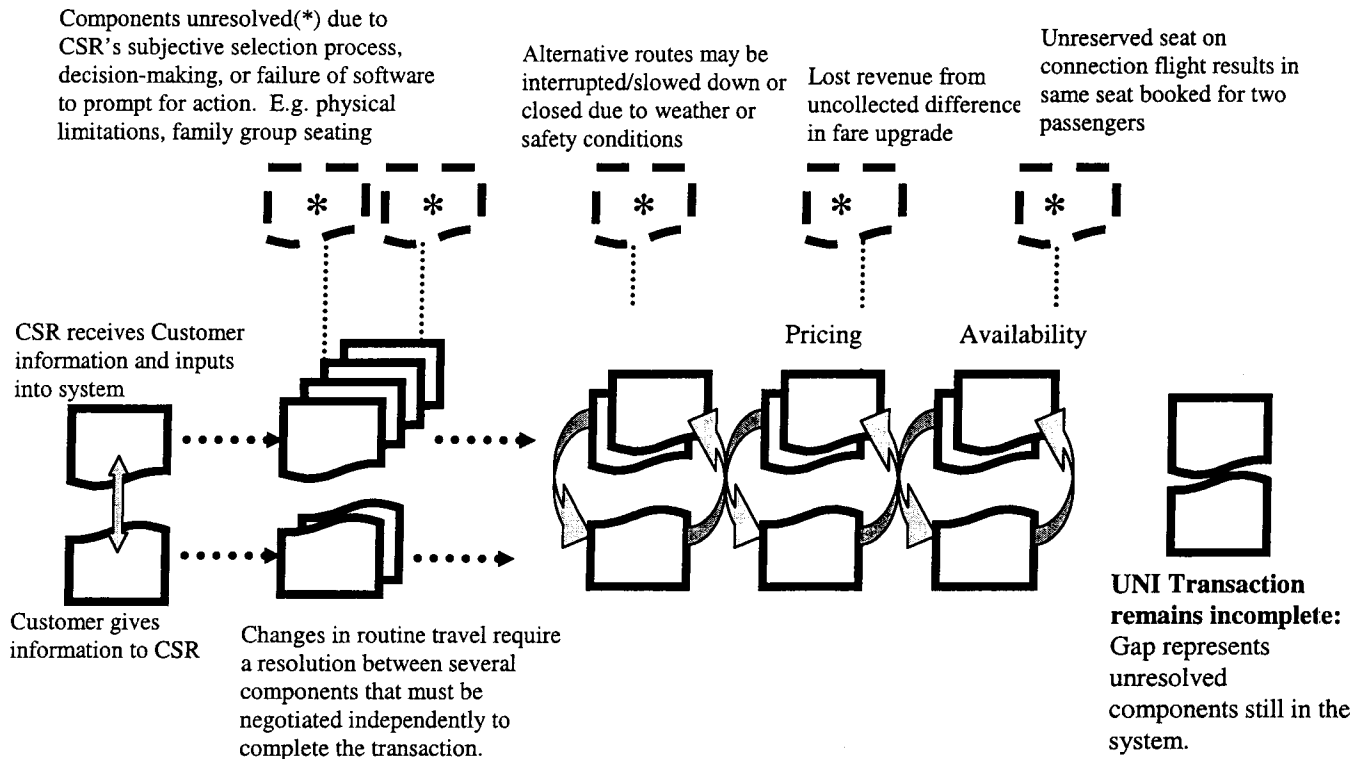 Components unresolved(*) due to
CSR's subjective selection process,
decision-making, or failure of software
to prompt for action.  E.g. physical
limitations, family group seating
Alternative routes may be
interrupted/slowed down or
closed due to weather or
safety conditions
Lost revenue from
uncollected difference
in fare upgrade
Unreserved seat on
connection flight results in
same seat booked for two
passengers
* * * * *
CSR receives Customer
information and inputs
into system
Pricing
Availability
Customer gives
information to CSR
Changes in routine travel require
a resolution between several
components that must be
negotiated independently to
complete the transaction.
UNI Transaction
remains incomplete:
Gap represents
unresolved
components still in the
system.